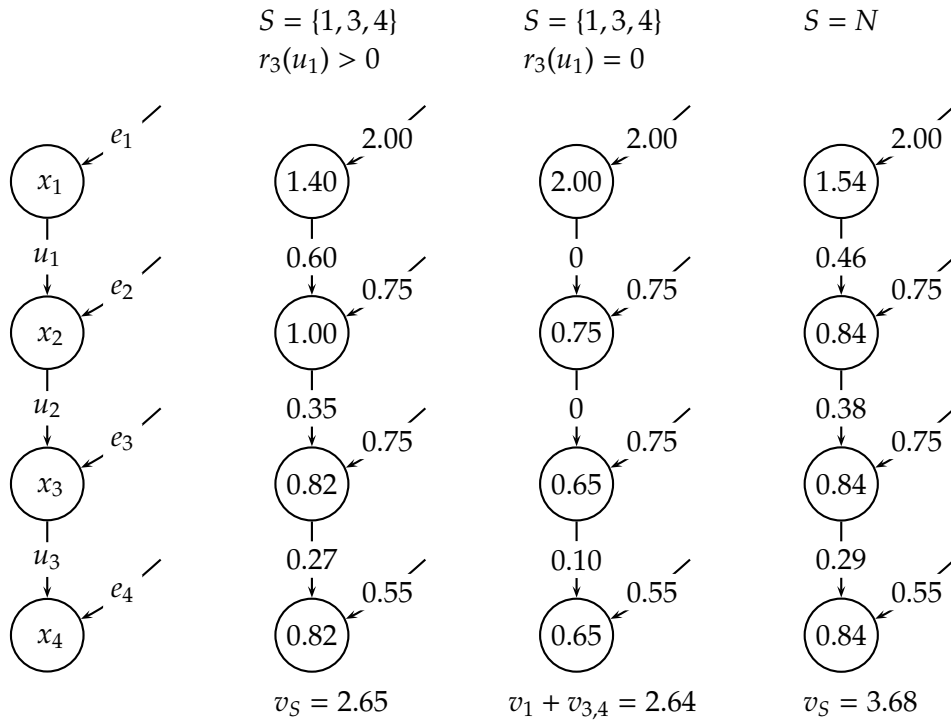 S = {1, 3, 4} S = {1, 3, 4} S = N
r₃(u₁) > 0 r₃(u₁) = 0
e₁ 2.00 2.00 2.00
x₁ 1.40 2.00 1.54
u₁ 0.60 0 0.46
e₂ 0.75 0.75 0.75
x₂ 1.00 0.75 0.84
u₂ 0.35 0 0.38
e₃ 0.75 0.75 0.75
x₃ 0.82 0.65 0.84
u₃ 0.27 0.10 0.29
e₄ 0.55 0.55 0.55
x₄ 0.82 0.65 0.84
v_S = 2.65 v₁ + v₃,₄ = 2.64 v_S = 3.68